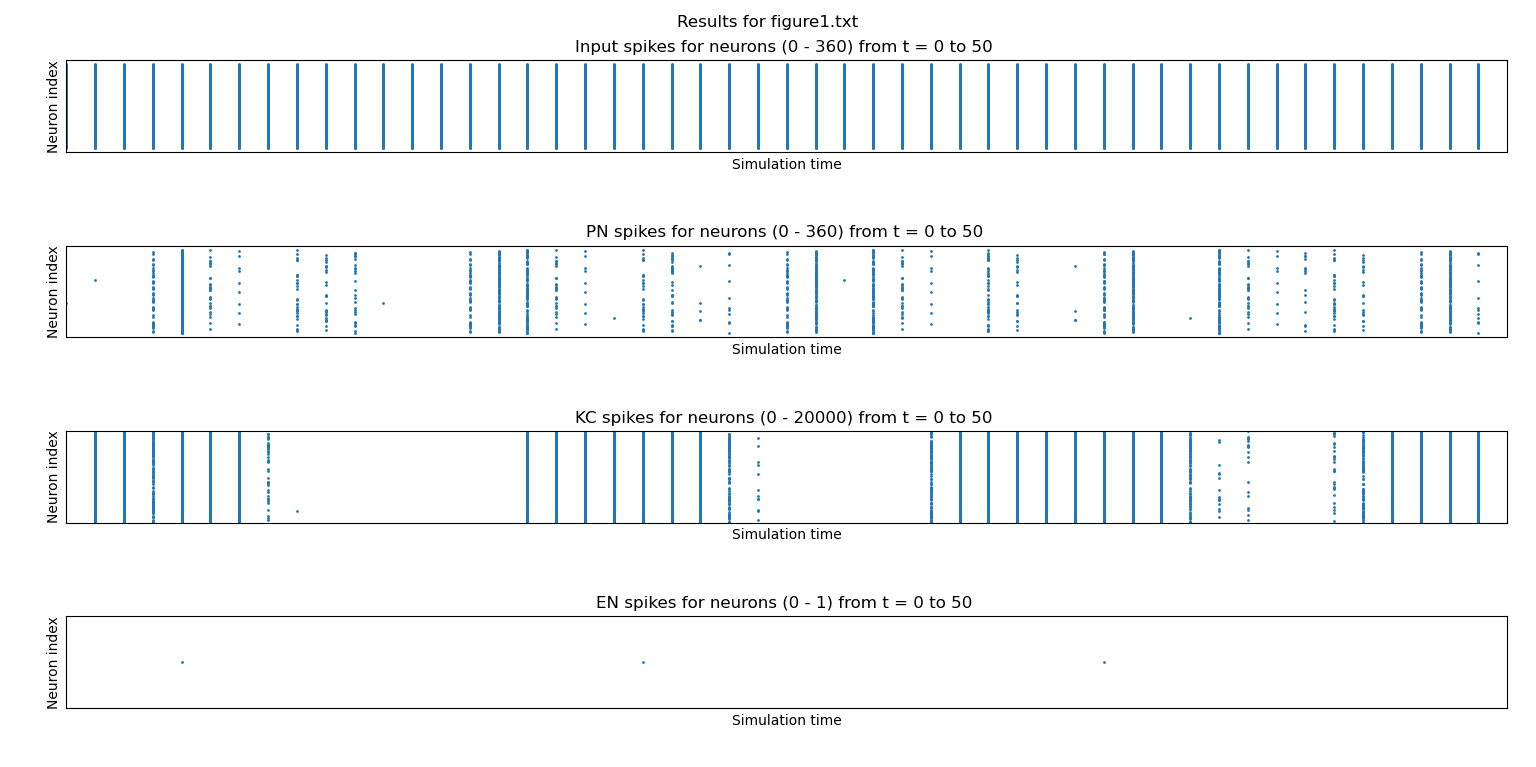 Results for figure1.txt
Input spikes for neurons (0 - 360) from t = 0 to 50
Neuron index
Simulation time
PN spikes for neurons (0 - 360) from t = 0 to 50
Neuron index
Simulation time
KC spikes for neurons (0 - 20000) from t = 0 to 50
Neuron index
Simulation time
EN spikes for neurons (0 - 1) from t = 0 to 50
Neuron index
Simulation time